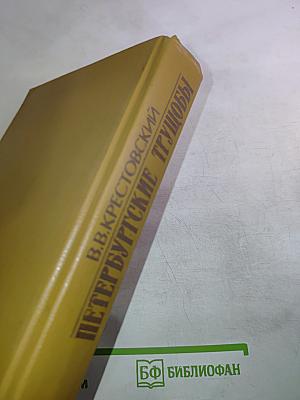 В.В.КРЕСТОВСКИЙ
ПЕТЕРБУРГСКИЕ ТРУЩОБЫ
БФ БИБЛИОФАН